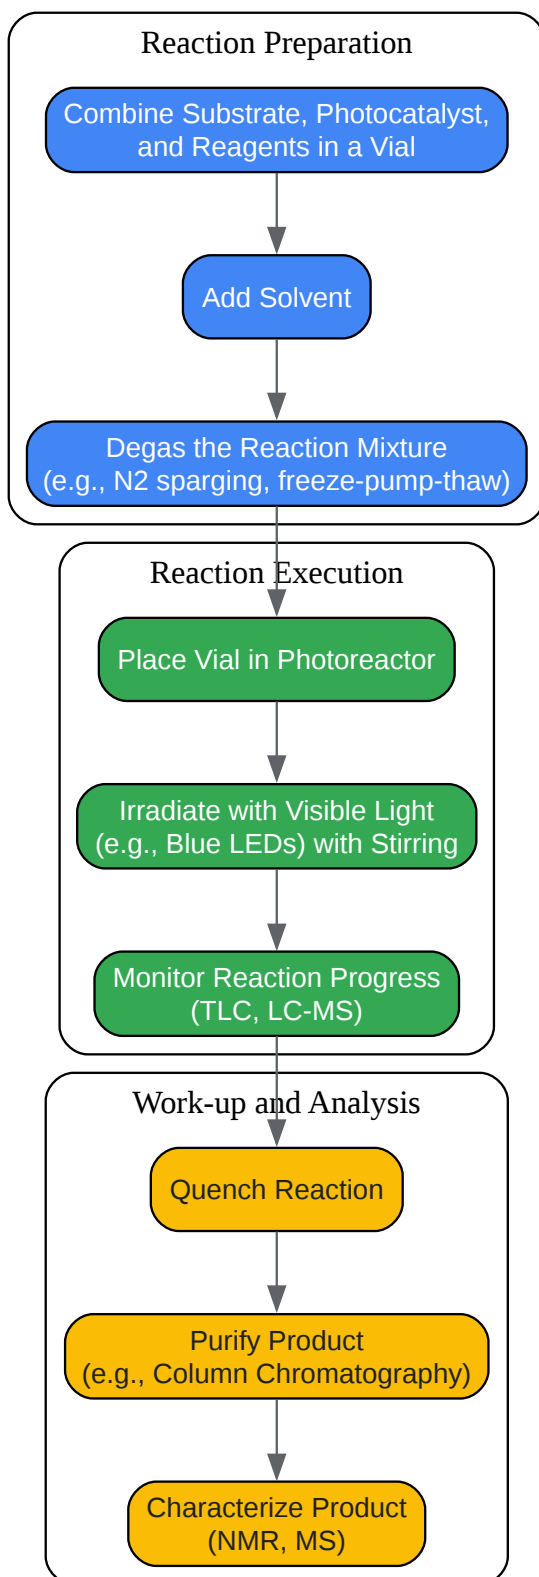 Reaction Preparation
Combine Substrate, Photocatalyst,
and Reagents in a Vial
Add Solvent
Degas the Reaction Mixture
(e.g., N2 sparging, freeze-pump-thaw)
Reaction Execution
Place Vial in Photoreactor
Irradiate with Visible Light
(e.g., Blue LEDs) with Stirring
Monitor Reaction Progress
(TLC, LC-MS)
Work-up and Analysis
Quench Reaction
Purify Product
(e.g., Column Chromatography)
Characterize Product
(NMR, MS)